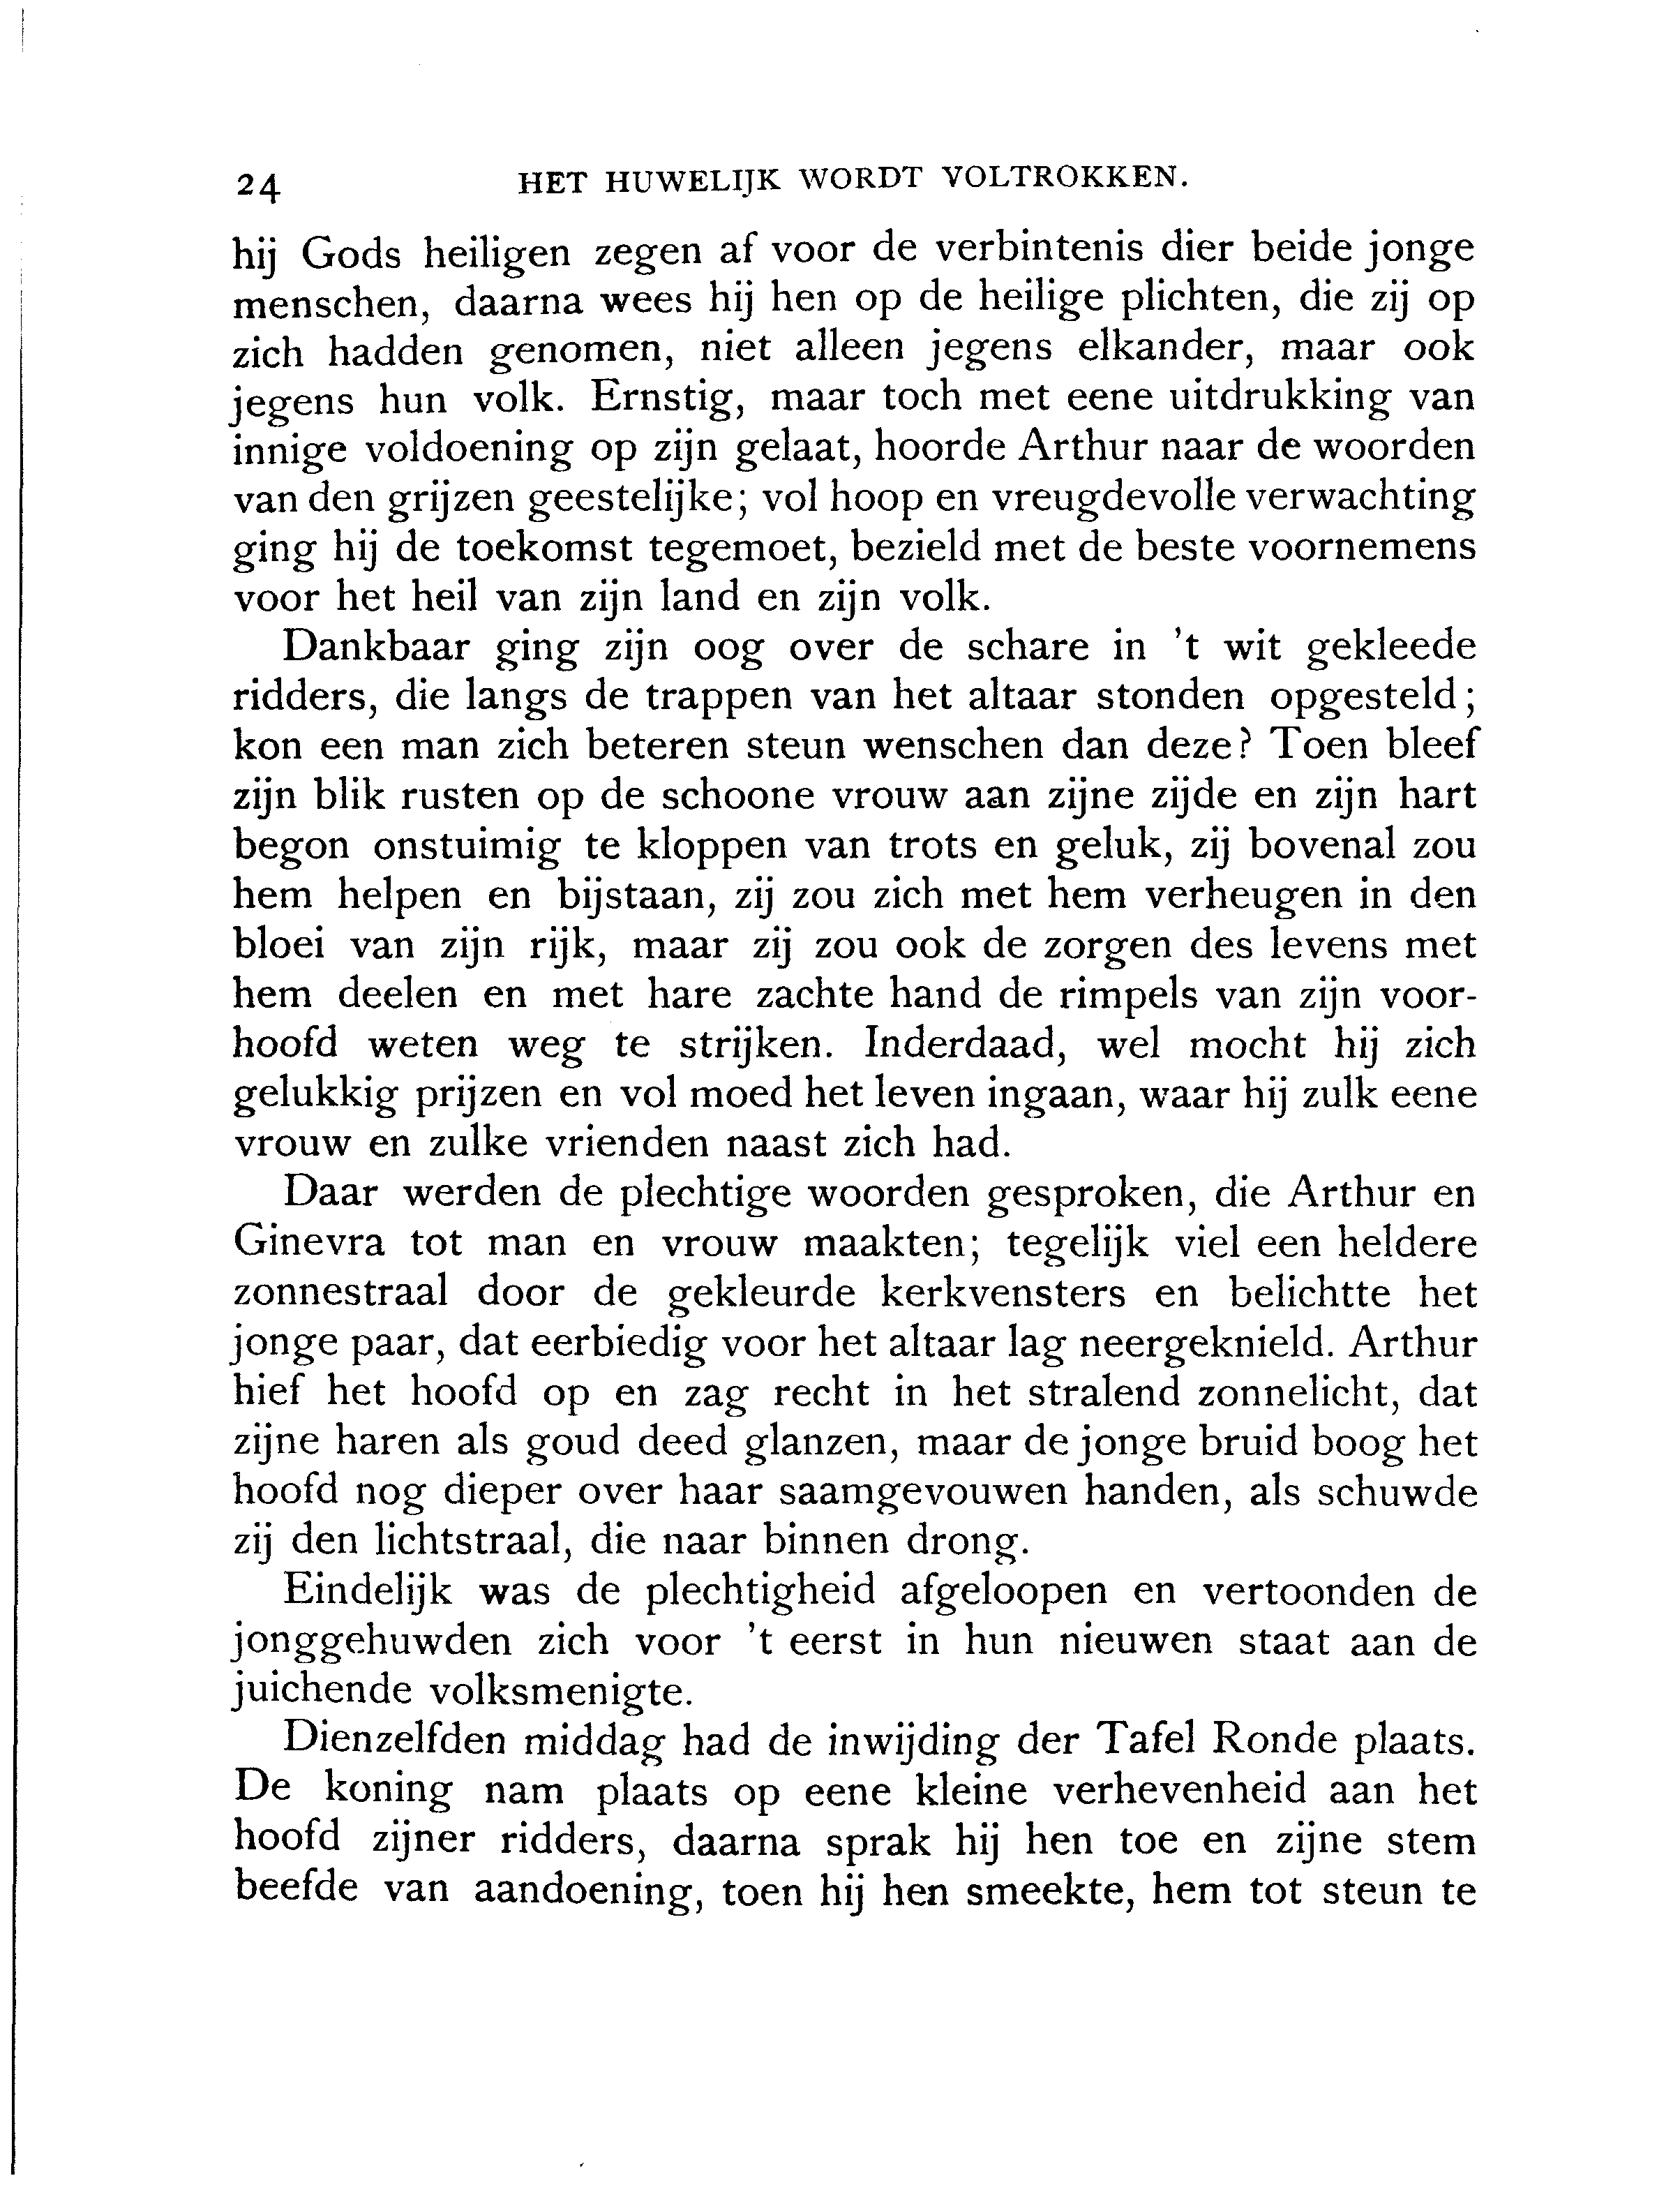 24 HET HUWELIJK WORDT VOLTROKKEN.
hij Gods heiligen zegen af voor de verbintenis dier beide jonge
menschen, daarna wees hij hen op de heilige plichten, die zij op
zich hadden genomen, niet alleen jegens elkander, maar ook
jegens hun volk. Ernstig, maar toch met eene uitdrukking van
innige voldoening op zijn gelaat, hoorde Arthur naar de woorden
van den grijzen geestelijke; vol hoop en vreugdevolle verwachting
ging hij de toekomst tegemoet, bezield met de beste voornemens
voor het heil van zijn land en zijn volk.
Dankbaar ging zijn oog over de schare in 't wit gekleede
ridders, die langs de trappen van het altaar stonden opgesteld;
kon een man zich beteren steun wenschen dan deze? Toen bleef
zijn blik rusten op de schoone vrouw aan zijne zijde en zijn hart
begon onstuimig te kloppen van trots en geluk, zij bovenal zou
hem helpen en bijstaan, zij zou zich met hem verheugen in den
bloei van zijn rijk, maar zij zou ook de zorgen des levens met
hem deelen en met hare zachte hand de rimpels van zijn voor-
hoofd weten weg te strijken. Inderdaad, wel mocht hij zich
gelukkig prijzen en vol moed het leven ingaan, waar hij zulk eene
vrouw en zulke vrienden naast zich had.
Daar werden de plechtige woorden gesproken, die Arthur en
Ginevra tot man en vrouw maakten; tegelijk viel een heldere
zonnestraal door de gekleurde kerkvensters en belichtte het
jonge paar, dat eerbiedig voor het altaar lag neergeknield. Arthur
hief het hoofd op en zag recht in het stralend zonnelicht, dat
zijne haren als goud deed glanzen, maar de jonge bruid boog het
hoofd nog dieper over haar saamgevouwen handen, als schuwde
zij den lichtstraal, die naar binnen drong.
Eindelijk was de plechtigheid afgeloopen en vertoonden de
jonggehuwden zich voor 't eerst in hun nieuwen staat aan de
juichende volksmenigte.
Dienzelfden middag had de inwijding der Tafel Ronde plaats.
De koning nam plaats op eene kleine verhevenheid aan het
hoofd zijner ridders, daarna sprak hij hen toe en zijne stem
beefde van aandoening, toen hij hen smeekte, hem tot steun te